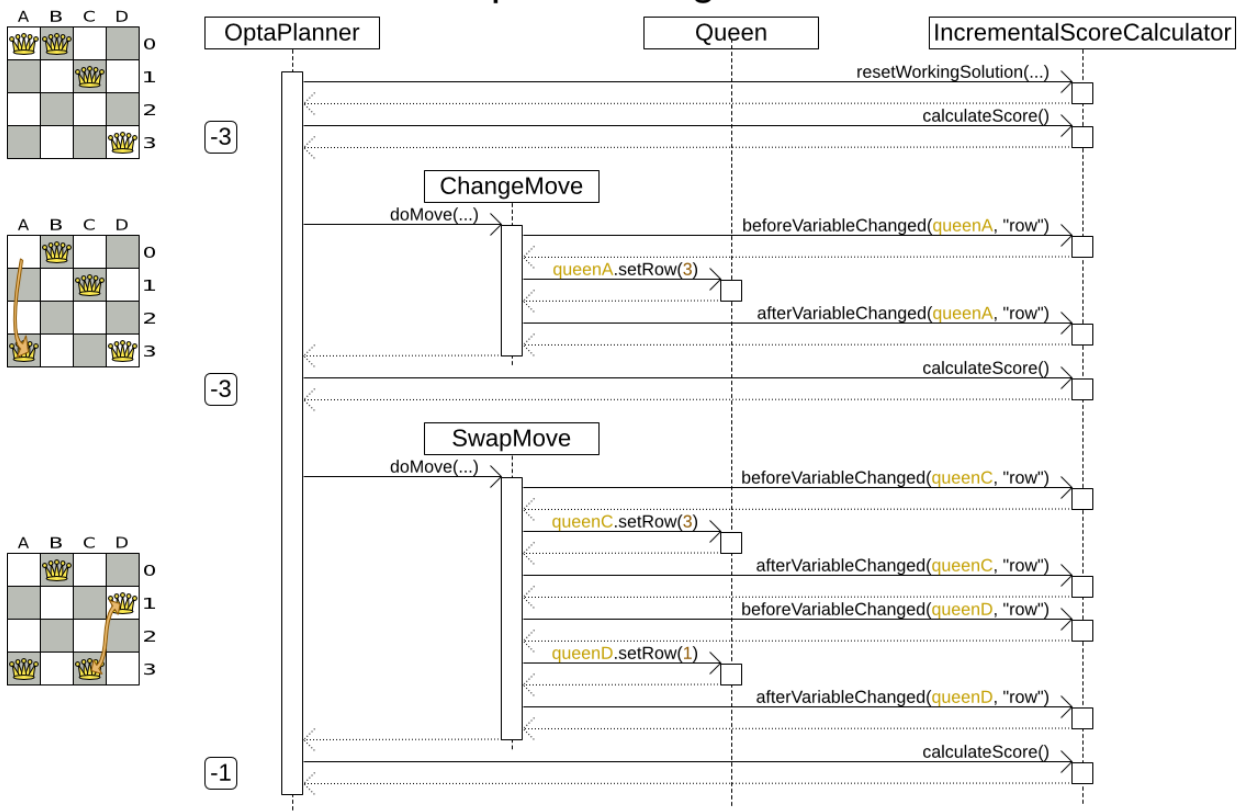 A B C D
OptaPlanner
Queen
IncrementalScoreCalculator
0
1
2
3
resetWorkingSolution(...)
calculateScore()
-3
ChangeMove
A B C D
0
1
2
3
doMove(...)
beforeVariableChanged(queenA, "row")
queenA.setRow(3)
afterVariableChanged(queenA, "row")
calculateScore()
-3
SwapMove
doMove(...)
beforeVariableChanged(queenC, "row")
queenC.setRow(3)
A B C D
0
1
2
3
afterVariableChanged(queenC, "row")
beforeVariableChanged(queenD, "row")
queenD.setRow(1)
afterVariableChanged(queenD, "row")
calculateScore()
-1